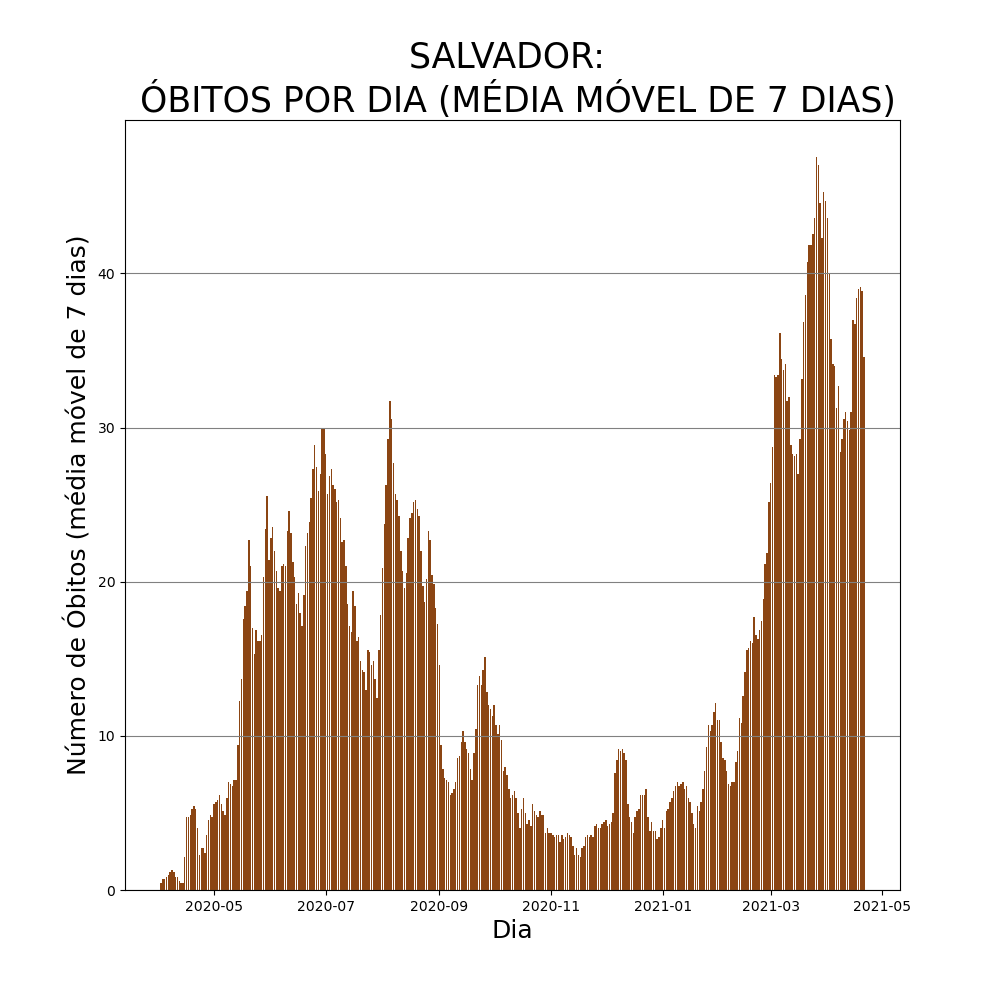 SALVADOR:
ÓBITOS POR DIA (MÉDIA MÓVEL DE 7 DIAS)
Número de Óbitos (média móvel de 7 dias)
40
30
20
10
0
2020-05 2020-07 2020-09 2020-11 2021-01 2021-03 2021-05
Dia